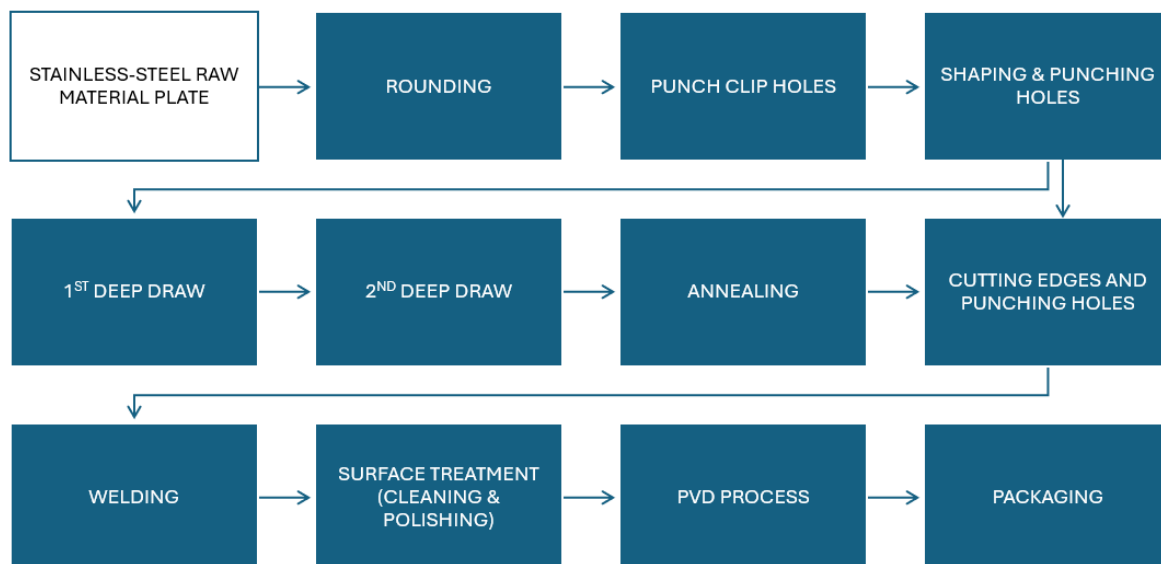 STAINLESS-STEEL RAW
MATERIAL PLATE
ROUNDING
PUNCH CLIP HOLES
SHAPING & PUNCHING
HOLES
1ST DEEP DRAW
2ND DEEP DRAW
ANNEALING
CUTTING EDGES AND
PUNCHING HOLES
WELDING
SURFACE TREATMENT
(CLEANING &
POLISHING)
PVD PROCESS
PACKAGING